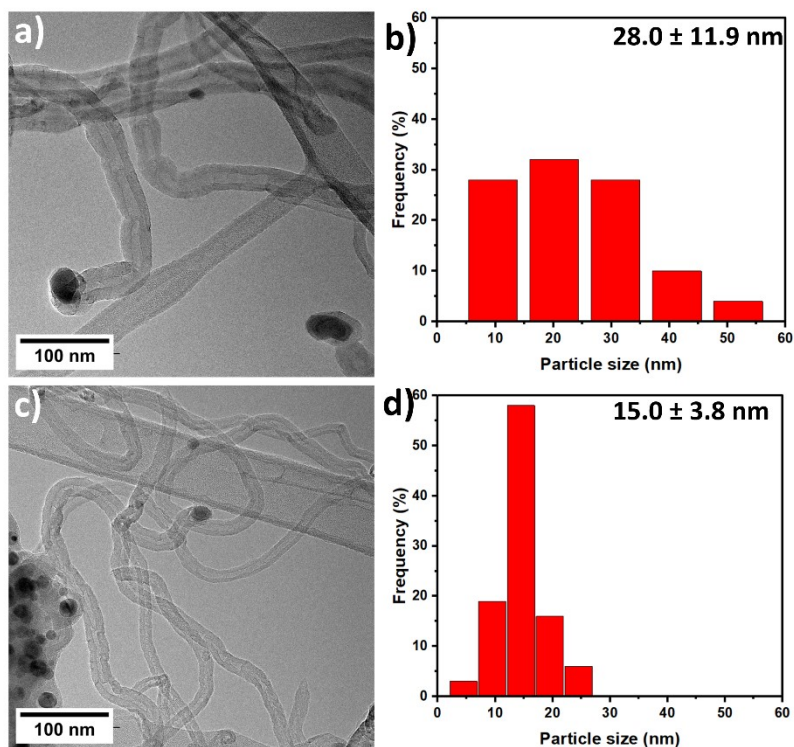 a)
100 nm
b)
28.0 ± 11.9 nm
Frequency (%)
60
50
40
30
20
10
0
0 10 20 30 40 50 60
Particle size (nm)
c)
100 nm
d)
15.0 ± 3.8 nm
Frequency (%)
60
50
40
30
20
10
0
0 10 20 30 40 50 60
Particle size (nm)